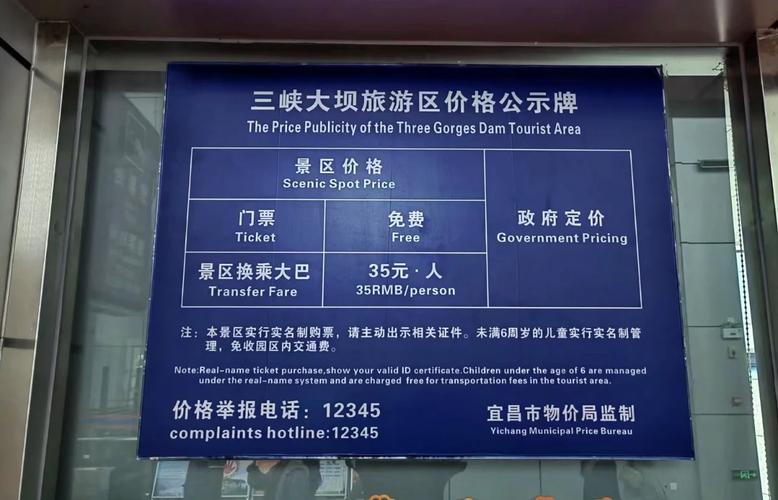 三峡大坝旅游区价格公示牌
The Price Publicity of the Three Gorges Dam Tourist Area
景区价格
Scenic Spot Price
政府定价
Government Pricing
门票
Ticket
免费
Free
景区换乘大巴
Transfer Fare
35元·人
35RMB/person
注：本景区实行实名制购票，请主动出示相关证件。未满6周岁的儿童实行实名制管
理，免收园区内交通费。
Note:Real-name ticket purchase,show your valid ID certificate.Children under the age of 6 are managed
under the real-name system and are charged free for transportation fees in the tourist area.
价格举报电话：12345
complaints hotline:12345
宜昌市物价局监制
Yichang Municipal Price Bureau